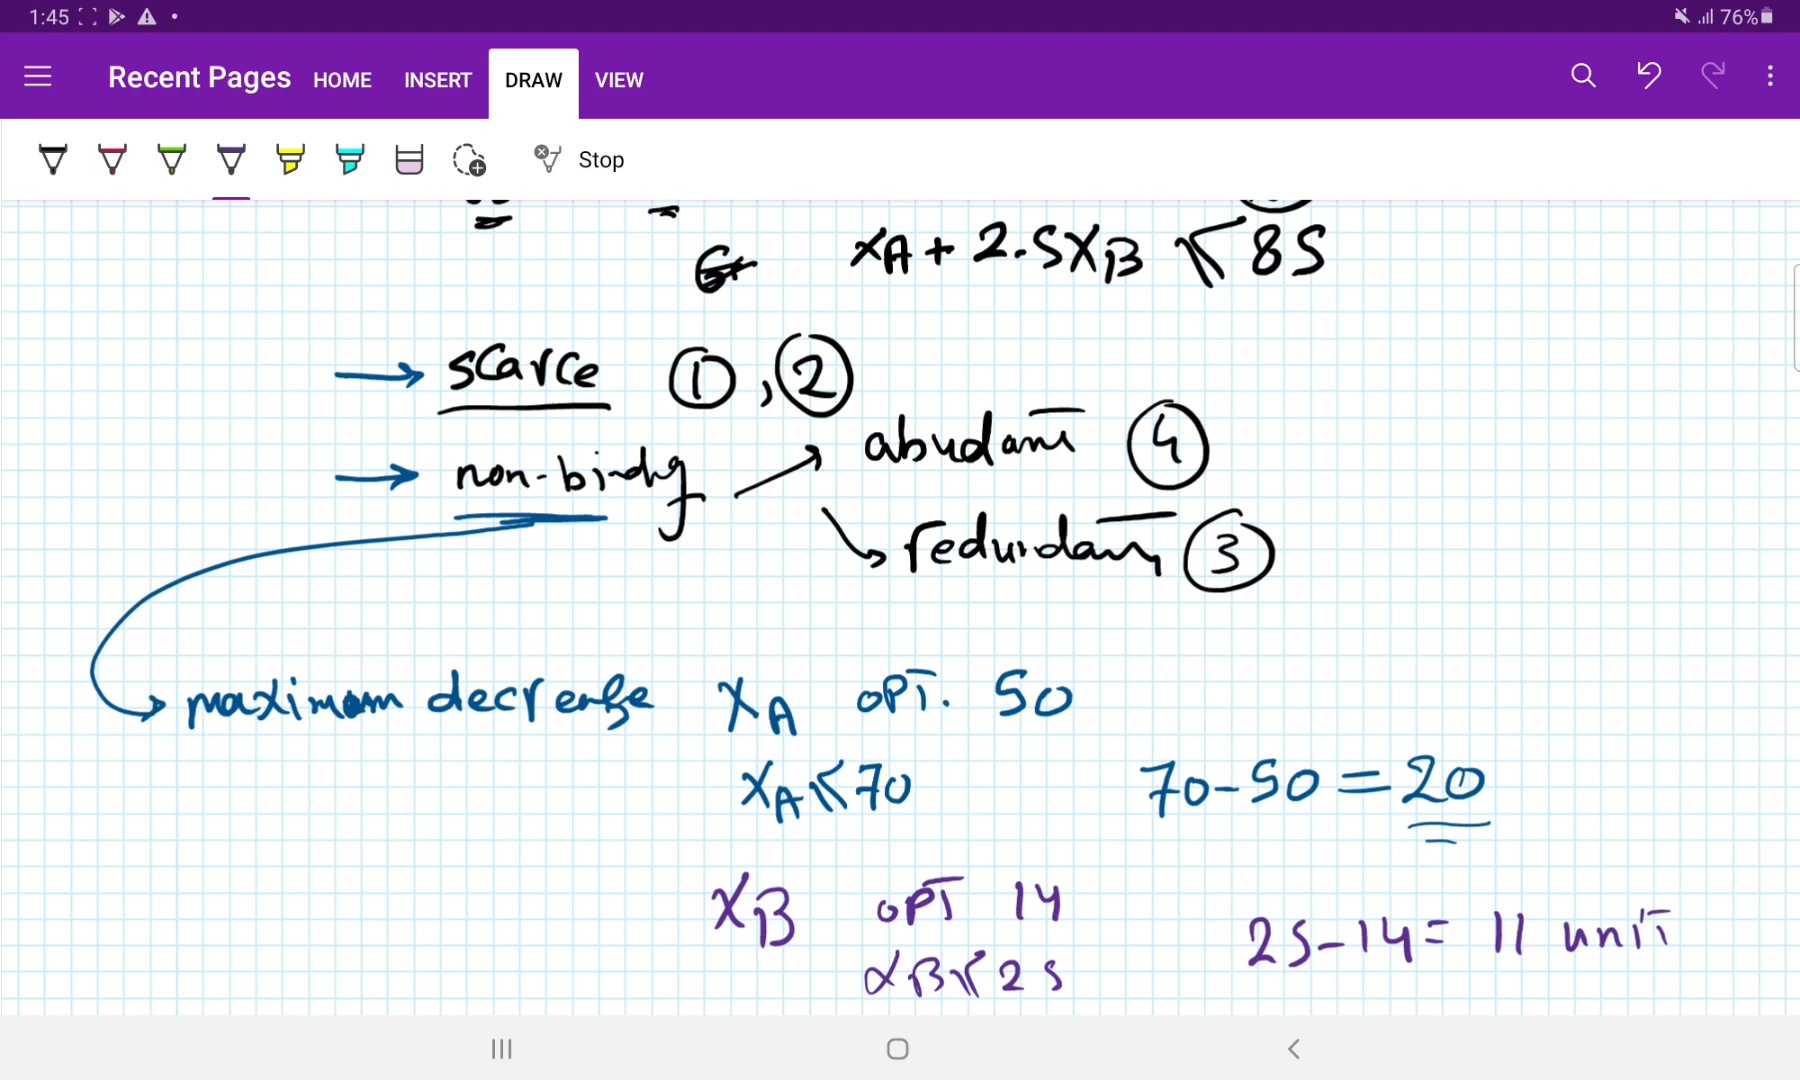 1:45
76%
Recent Pages HOME INSERT DRAW VIEW
Stop
xA + 2.5xB ≤ 85
→ scarce ① , ②
→ non-bindg → abudant ④
↘ redundant ③
→ maximum decrease xA opt. 50
xA ≤ 70 70-50 = 20
xB opt 14
25-14 = 11 unit
xB ≤ 25